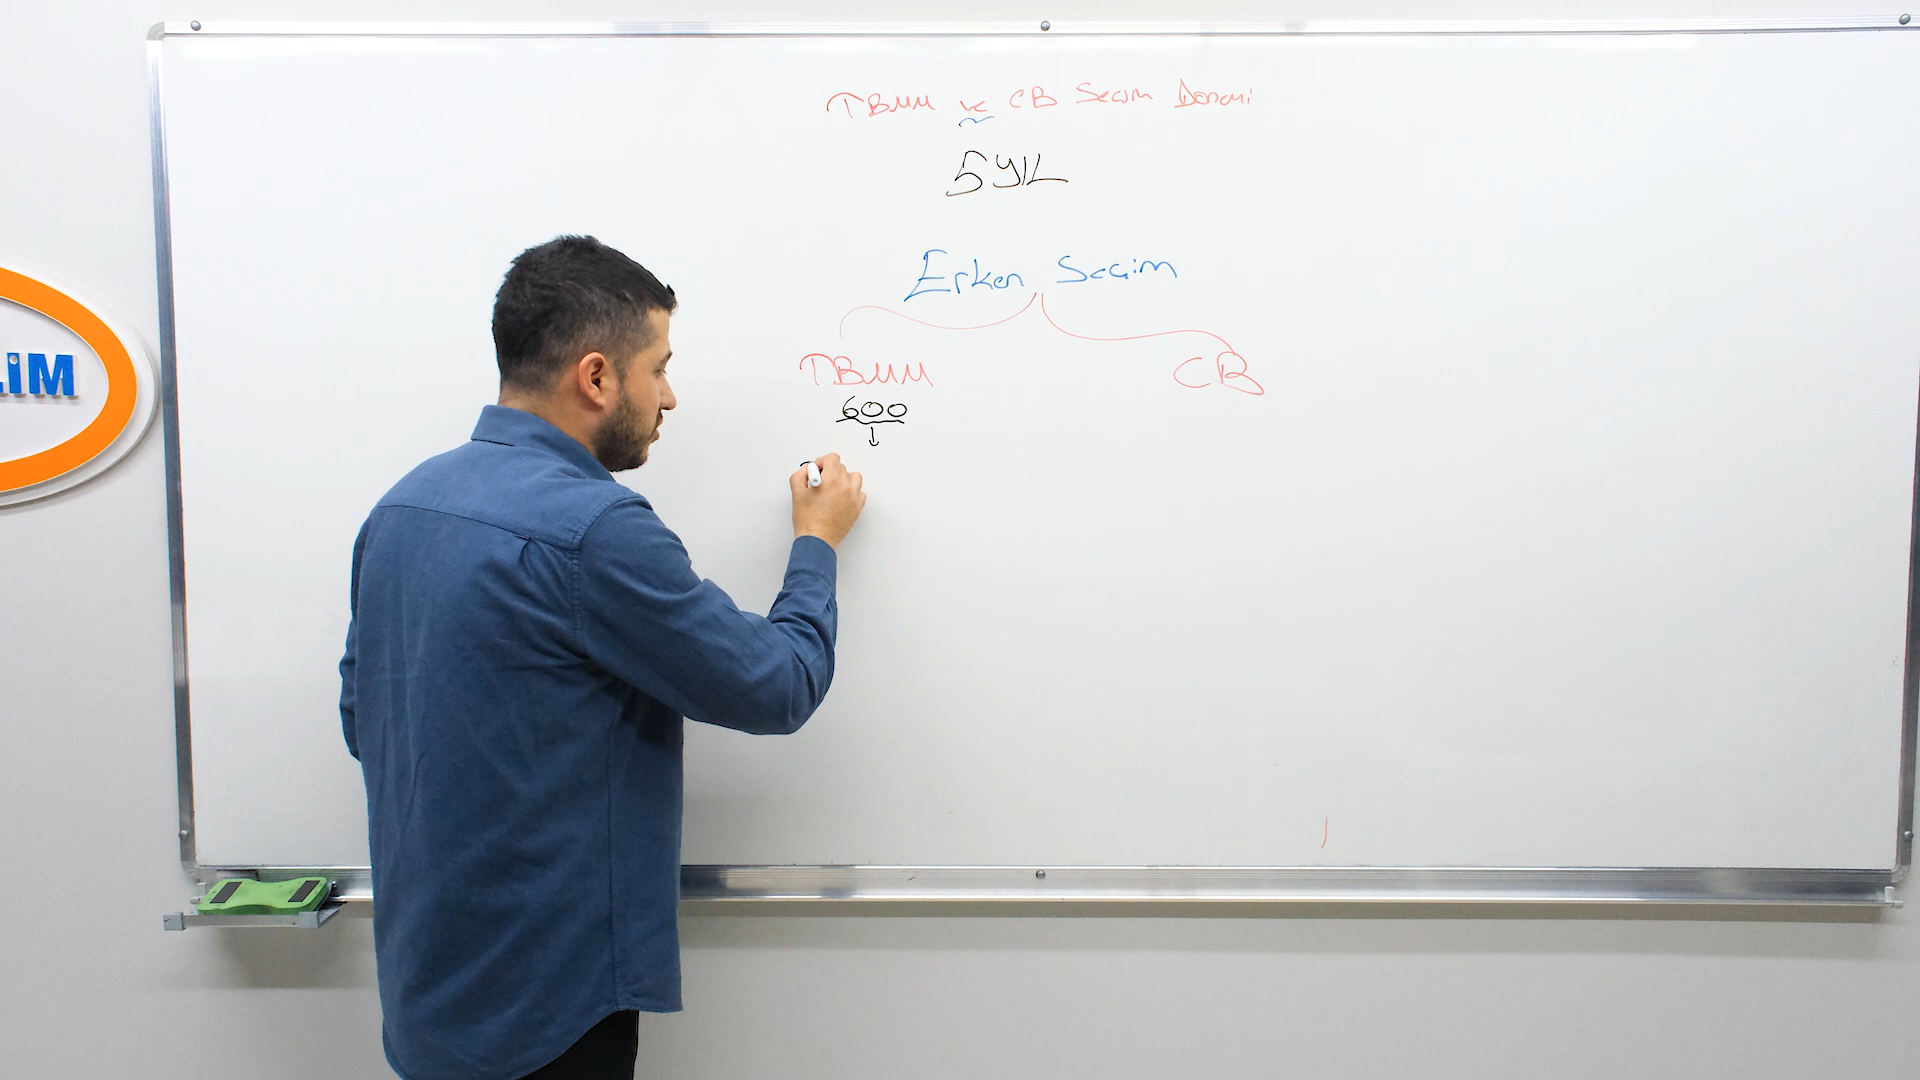 TBMM ve CB Seçim Dönemi
5 YIL
Erken Seçim
TBMM CB
600
LİM